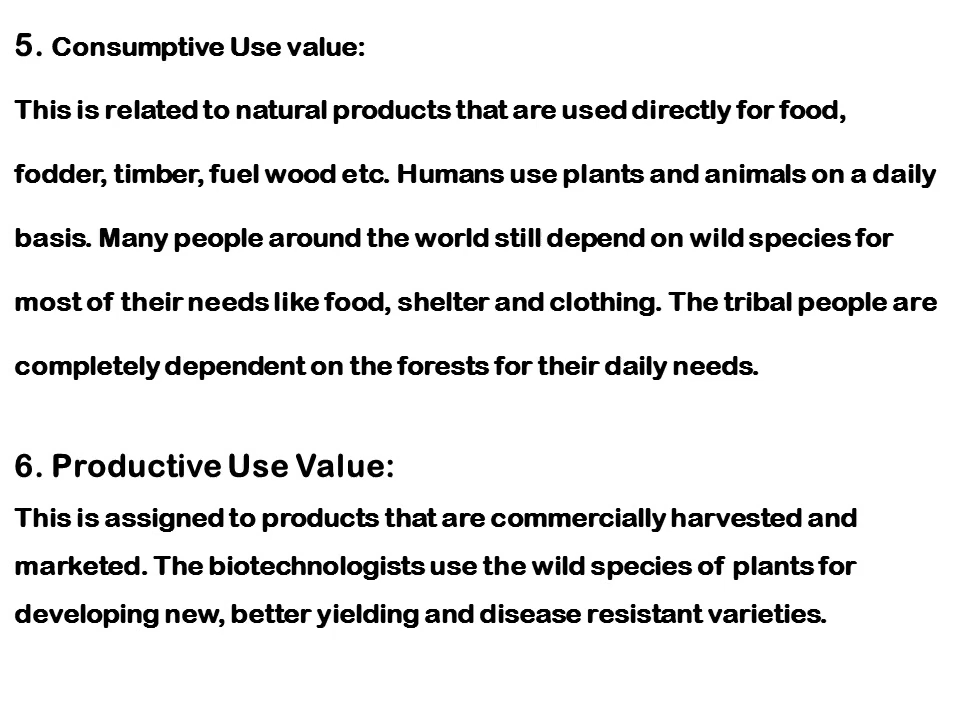 5. Consumptive Use value:
This is related to natural products that are used directly for food,
fodder, timber, fuel wood etc. Humans use plants and animals on a daily
basis. Many people around the world still depend on wild species for
most of their needs like food, shelter and clothing. The tribal people are
completely dependent on the forests for their daily needs.
6. Productive Use Value:
This is assigned to products that are commercially harvested and
marketed. The biotechnologists use the wild species of plants for
developing new, better yielding and disease resistant varieties.